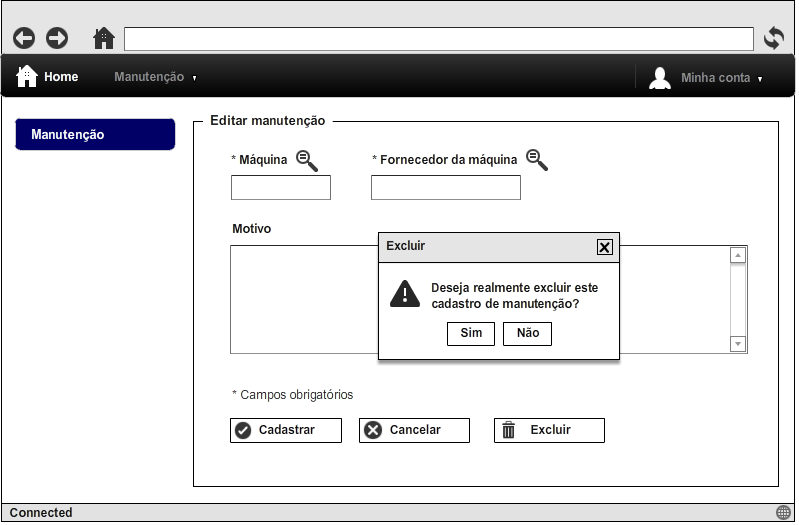 Home
Manutenção
Minha conta
Manutenção
Editar manutenção
* Máquina
* Fornecedor da máquina
Motivo
Excluir
Deseja realmente excluir este
cadastro de manutenção?
Sim
Não
* Campos obrigatórios
Cadastrar
Cancelar
Excluir
Connected